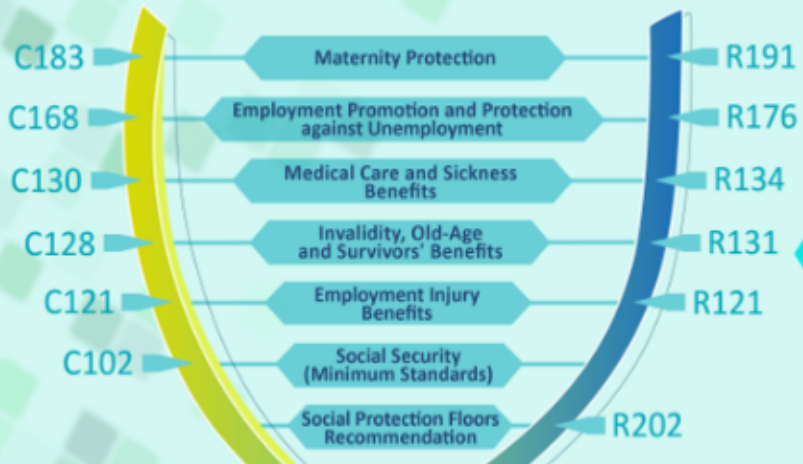 C183
Maternity Protection
R191
C168
Employment Promotion and Protection
against Unemployment
R176
C130
Medical Care and Sickness
Benefits
R134
C128
Invalidity, Old-Age
and Survivors' Benefits
R131
C121
Employment Injury
Benefits
R121
C102
Social Security
(Minimum Standards)
Social Protection Floors
Recommendation
R202